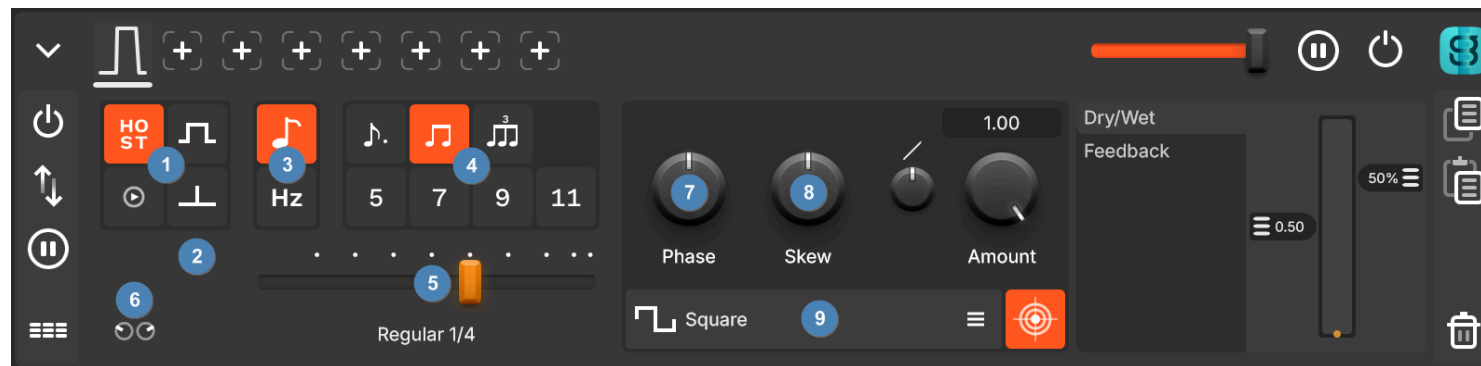 HO
ST
1
3
Hz
2
6
3
4
5 7 9 11
5
Regular 1/4
7
Phase
8
Skew
1.00
Amount
Square
9
Dry/Wet
Feedback
0.50
50%